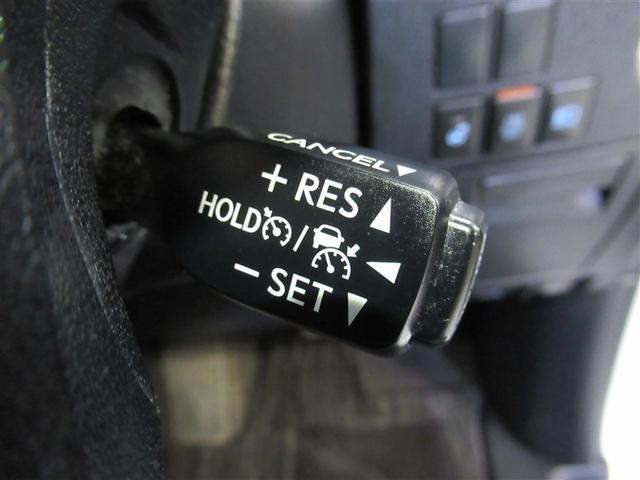 CANCEL▼
+ RES ▲
HOLD / ◀
− SET ▼